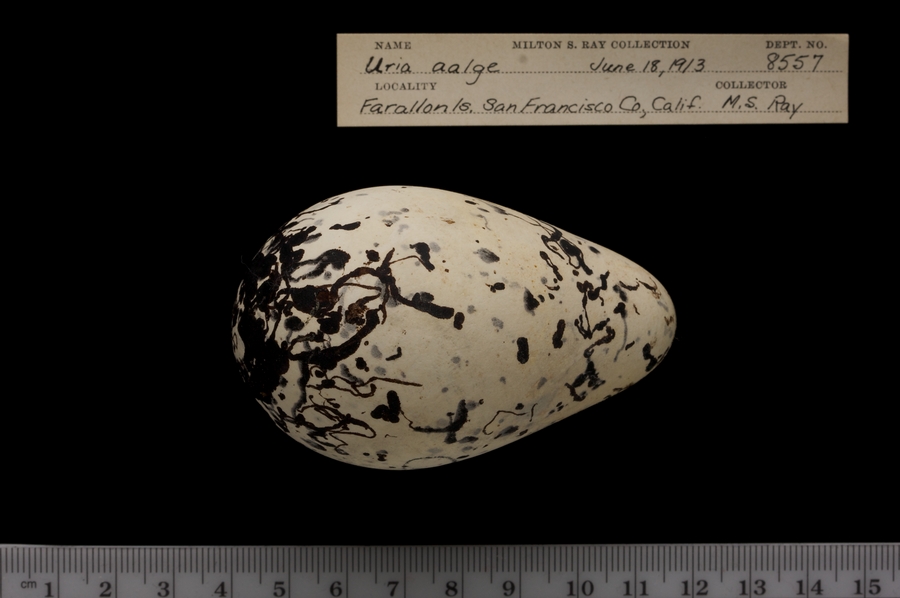 NAME MILTON S. RAY COLLECTION DEPT. NO.
Uria aalge June 18, 1913 8557
LOCALITY COLLECTOR
Farallon Is. San Francisco Co, Calif. M.S. Ray
cm 1 2 3 4 5 6 7 8 9 10 11 12 13 14 15